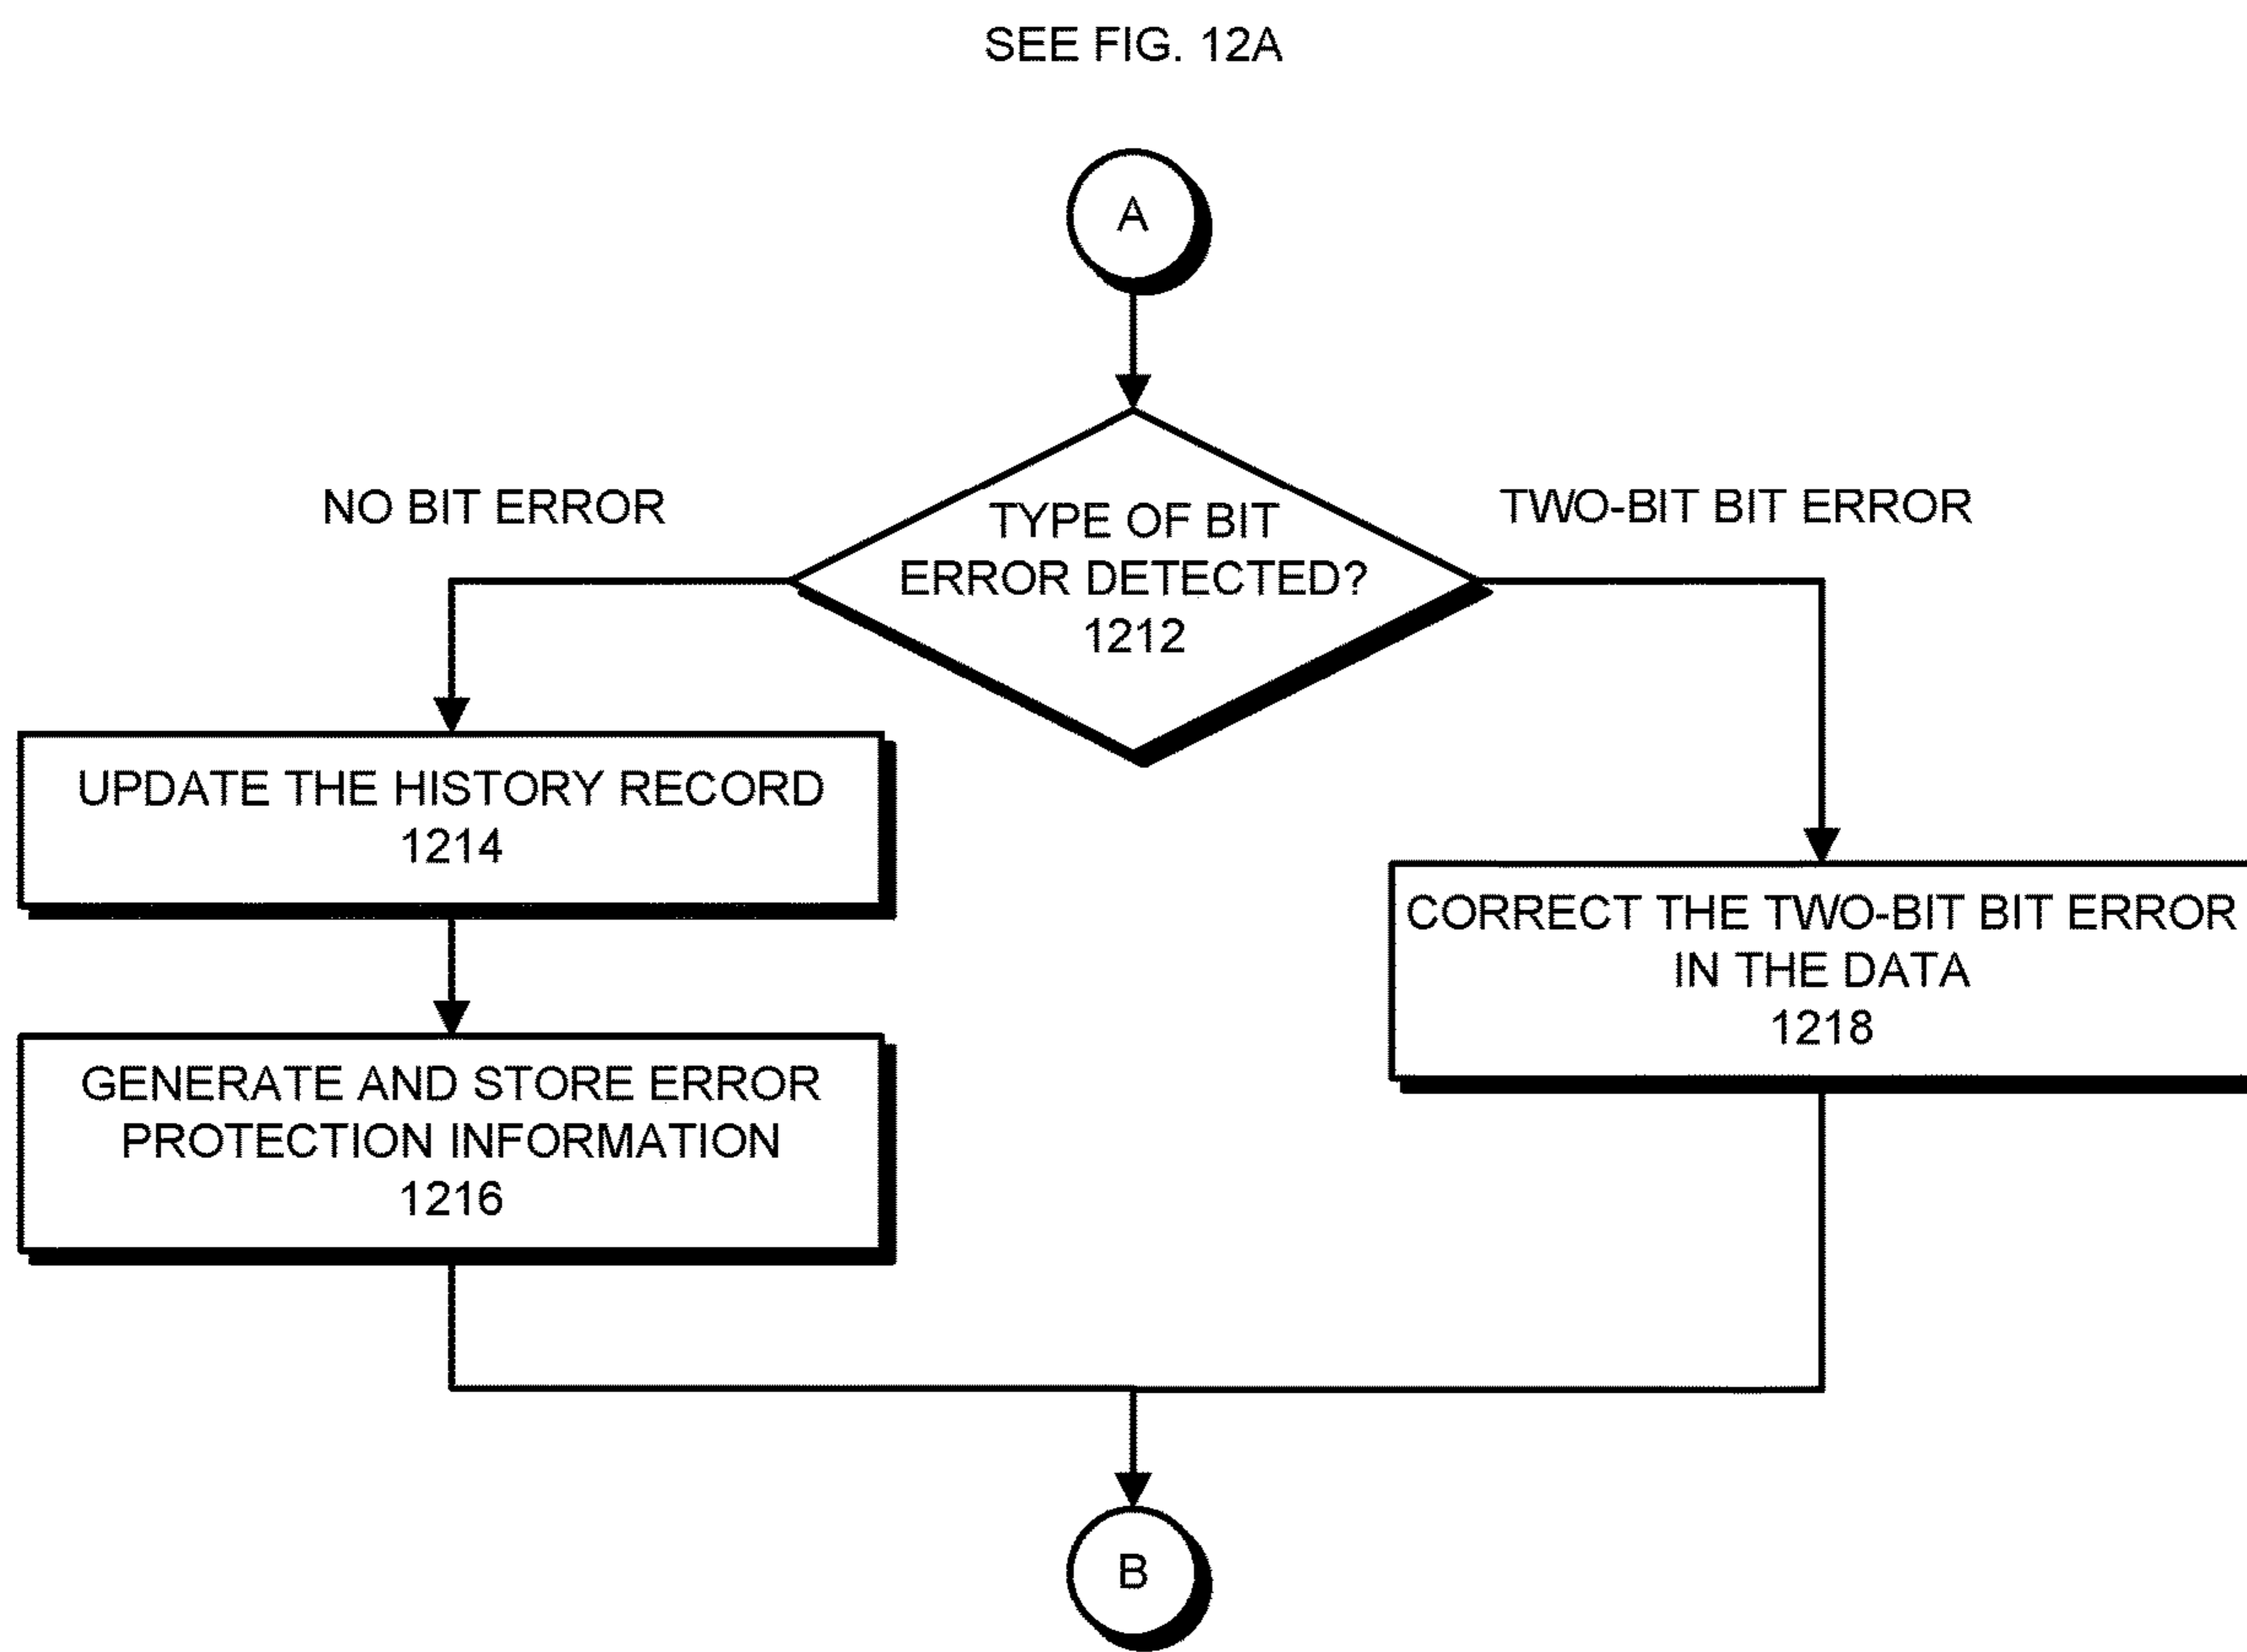 SEE FIG. 12A
A
NO BIT ERROR
TYPE OF BIT
ERROR DETECTED?
1212
TWO-BIT BIT ERROR
UPDATE THE HISTORY RECORD
1214
GENERATE AND STORE ERROR
PROTECTION INFORMATION
1216
CORRECT THE TWO-BIT BIT ERROR
IN THE DATA
1218
B